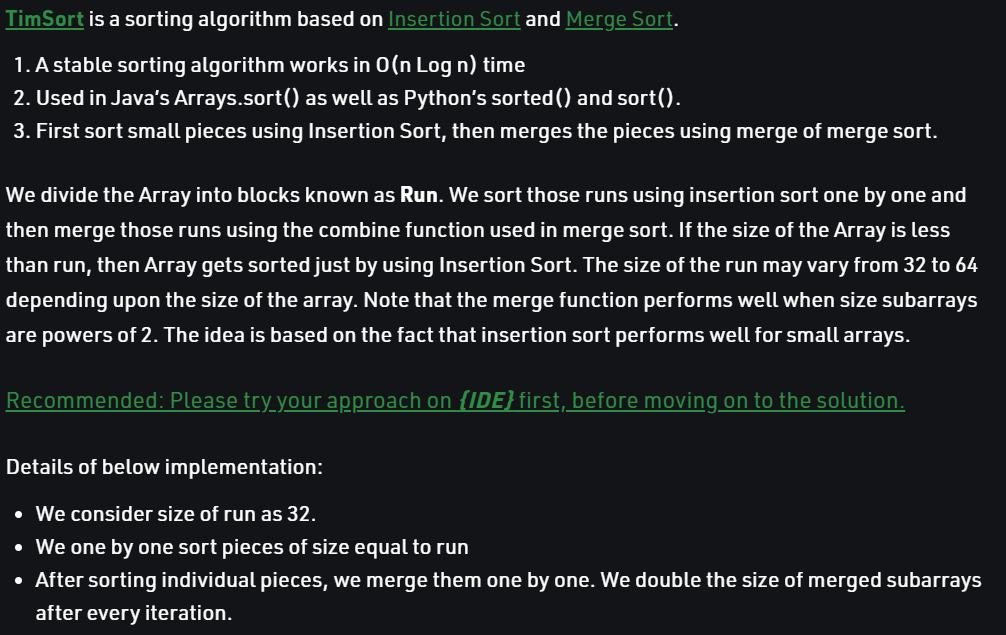 TimSort is a sorting algorithm based on Insertion Sort and Merge Sort.
1. A stable sorting algorithm works in O(n Log n) time
2. Used in Java’s Arrays.sort() as well as Python’s sorted() and sort().
3. First sort small pieces using Insertion Sort, then merges the pieces using merge of merge sort.
We divide the Array into blocks known as Run. We sort those runs using insertion sort one by one and
then merge those runs using the combine function used in merge sort. If the size of the Array is less
than run, then Array gets sorted just by using Insertion Sort. The size of the run may vary from 32 to 64
depending upon the size of the array. Note that the merge function performs well when size subarrays
are powers of 2. The idea is based on the fact that insertion sort performs well for small arrays.
Recommended: Please try your approach on {IDE} first, before moving on to the solution.
Details of below implementation:
• We consider size of run as 32.
• We one by one sort pieces of size equal to run
• After sorting individual pieces, we merge them one by one. We double the size of merged subarrays
after every iteration.